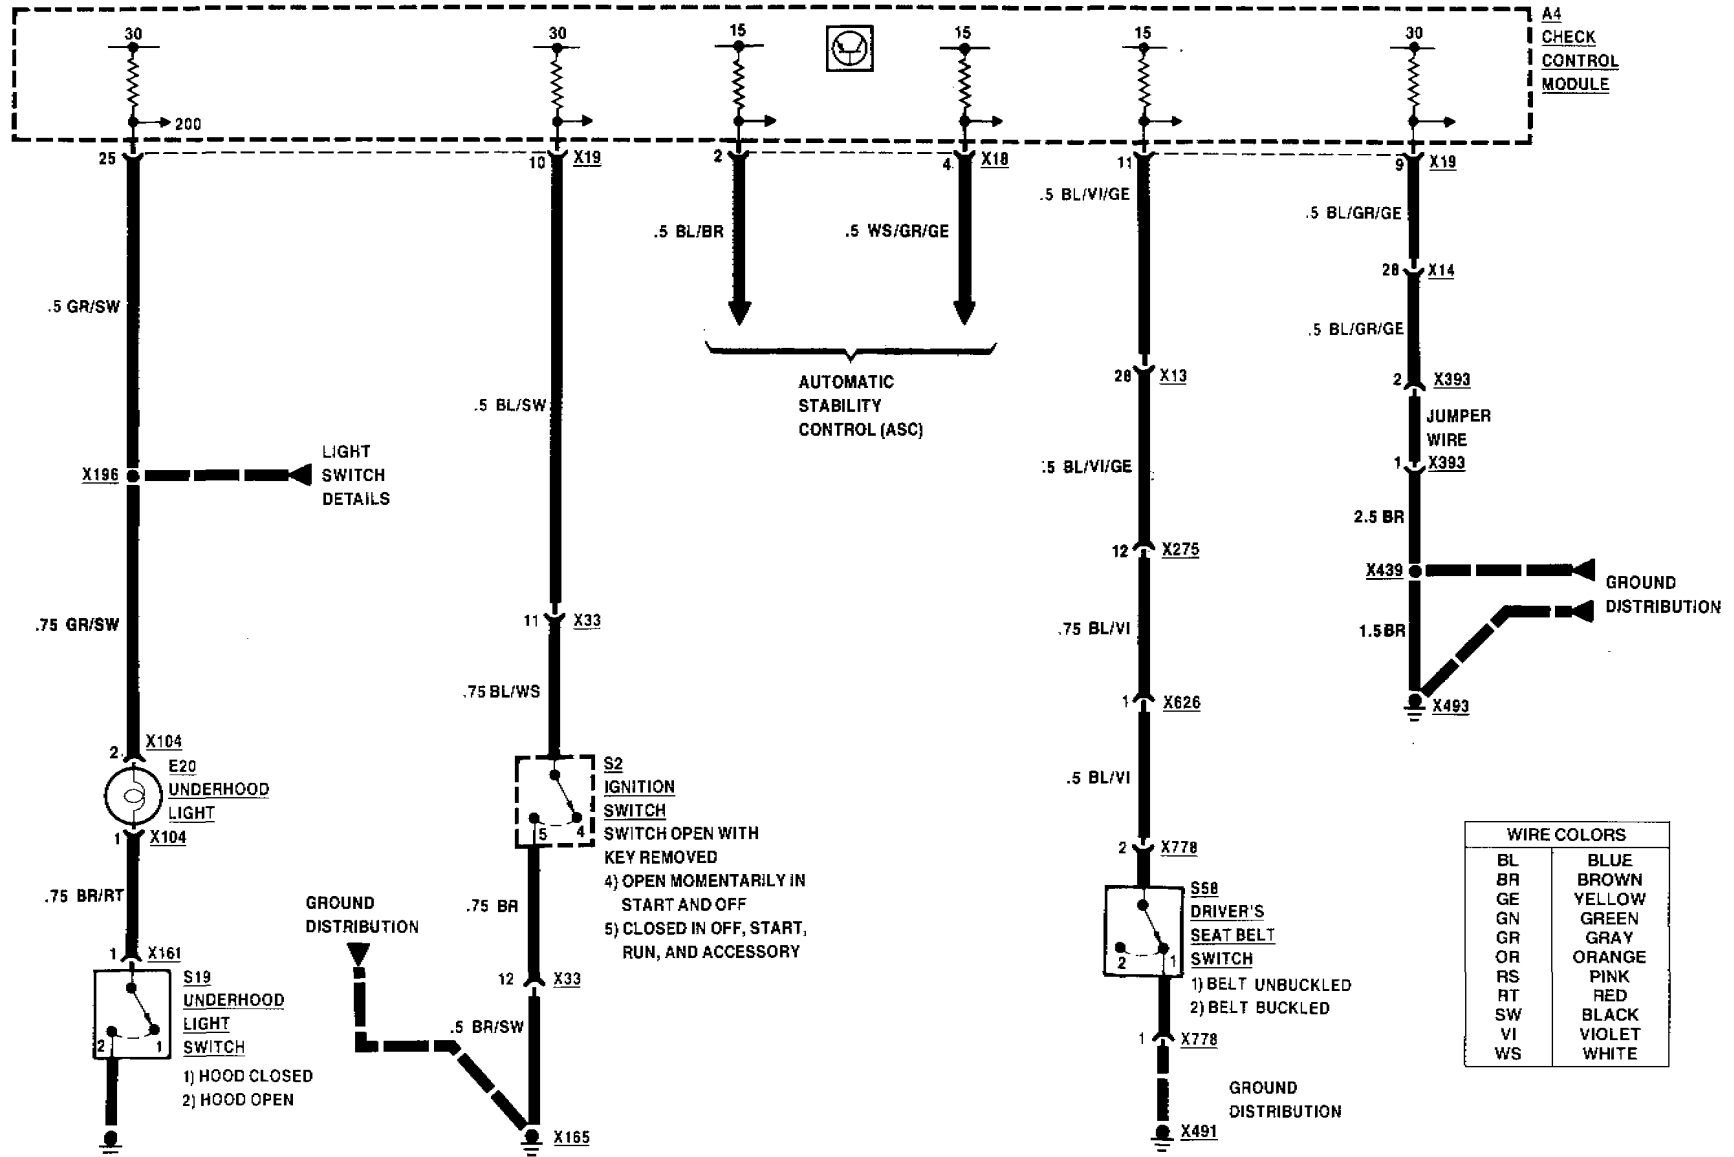 A4
CHECK
CONTROL
MODULE
30
30
15
15
15
30
200
25
10 X19
2
4 X18
11
9 X19
.5 BL/VI/GE
.5 BL/GR/GE
.5 BL/BR
.5 WS/GR/GE
28 X14
.5 GR/SW
.5 BL/GR/GE
28 X13
2 X393
AUTOMATIC
STABILITY
CONTROL (ASC)
.5 BL/SW
JUMPER
WIRE
1 X393
X196
LIGHT
SWITCH
DETAILS
.5 BL/VI/GE
2.5 BR
12 X275
X439
GROUND
DISTRIBUTION
.75 GR/SW
11 X33
.75 BL/VI
1.5 BR
.75 BL/WS
1 X626
X493
2 X104
E20
UNDERHOOD
LIGHT
1 X104
.5 BL/VI
S2
IGNITION
SWITCH
SWITCH OPEN WITH
KEY REMOVED
4) OPEN MOMENTARILY IN
START AND OFF
5) CLOSED IN OFF, START,
RUN, AND ACCESSORY
5 4
2 X778
.75 BR/RT
.75 BR
GROUND
DISTRIBUTION
S58
DRIVER'S
SEAT BELT
SWITCH
2 1
1) BELT UNBUCKLED
2) BELT BUCKLED
1 X161
S19
UNDERHOOD
LIGHT
SWITCH
2 1
1) HOOD CLOSED
2) HOOD OPEN
12 X33
.5 BR/SW
X165
1 X778
GROUND
DISTRIBUTION
X491
WIRE COLORS
BL BLUE
BR BROWN
GE YELLOW
GN GREEN
GR GRAY
OR ORANGE
RS PINK
RT RED
SW BLACK
VI VIOLET
WS WHITE